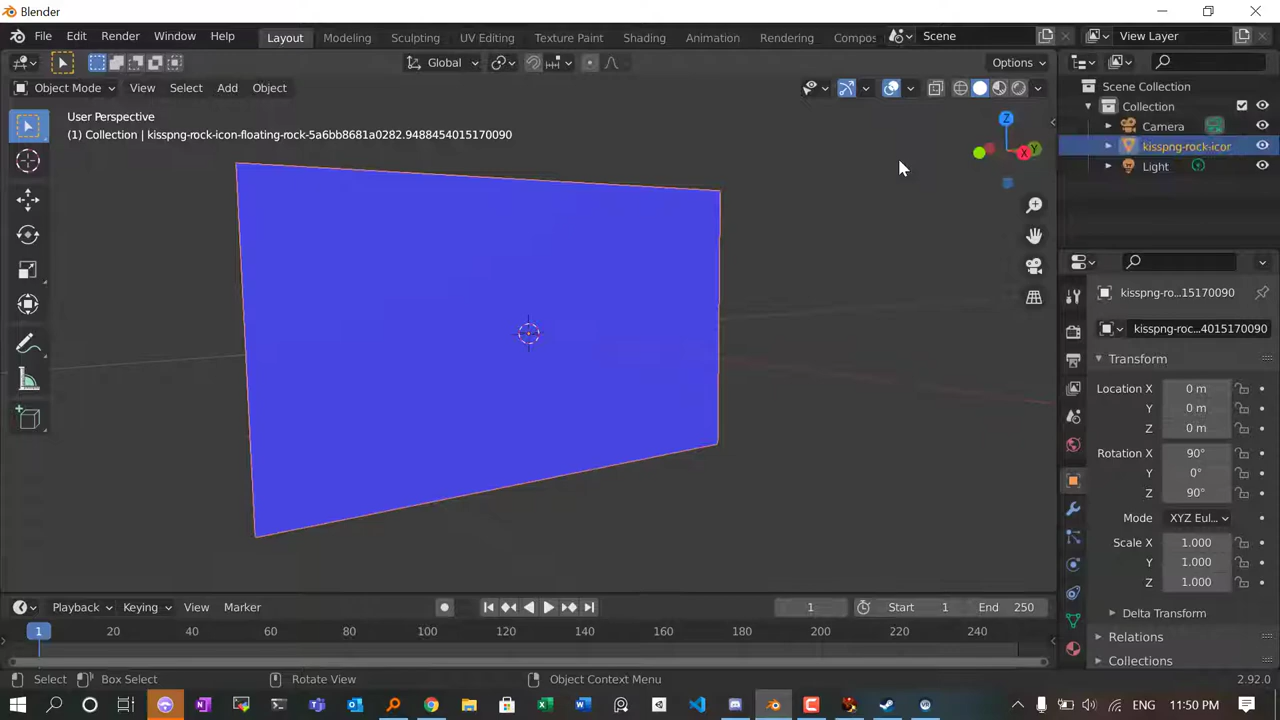 Blender
File Edit Render Window Help Layout Modeling Sculpting UV Editing Texture Paint Shading Animation Rendering Compos Scene View Layer
Global Options
Object Mode View Select Add Object
User Perspective
(1) Collection | kisspng-rock-icon-floating-rock-5a6bb8681a0282.9488454015170090
Z
Y
X
Scene Collection
Collection
Camera
kisspng-rock-icor
Light
kisspng-ro...15170090
kisspng-roc...4015170090
Transform
Location X 0 m
Y 0 m
Z 0 m
Rotation X 90°
Y 0°
Z 90°
Mode XYZ Eul...
Scale X 1.000
Y 1.000
Z 1.000
Delta Transform
Relations
Collections
Playback Keying View Marker 1 Start 1 End 250
1 20 40 60 80 100 120 140 160 180 200 220 240
Select Box Select Rotate View Object Context Menu 2.92.0
ENG 11:50 PM